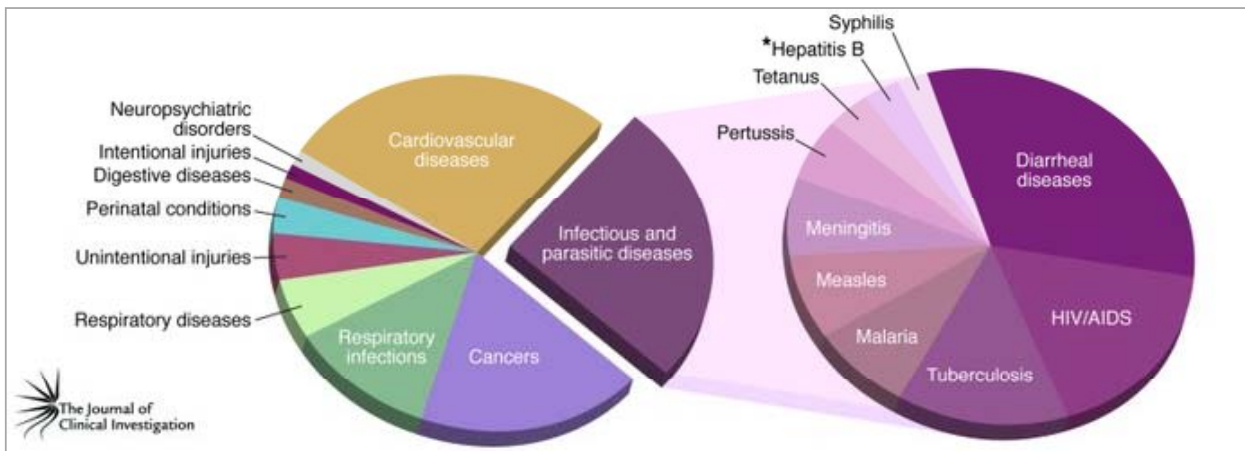 Neuropsychiatric
disorders
Intentional injuries
Digestive diseases
Perinatal conditions
Unintentional injuries
Respiratory diseases
Cardiovascular
diseases
Infectious and
parasitic diseases
Respiratory
infections
Cancers
Syphilis
*Hepatitis B
Tetanus
Pertussis
Meningitis
Measles
Malaria
Tuberculosis
HIV/AIDS
Diarrheal
diseases
The Journal of
Clinical Investigation